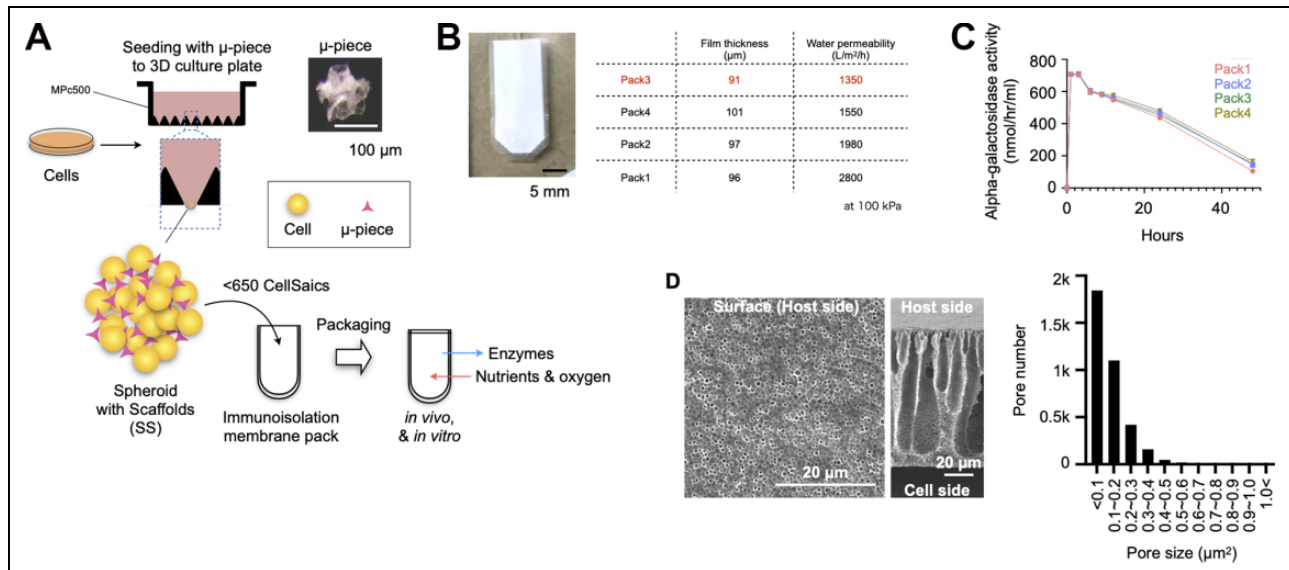 A
Seeding with µ-piece
to 3D culture plate
MPc500
Cells
µ-piece
100 µm
Cell
µ-piece
<650 CellSaics
Packaging
Enzymes
Nutrients & oxygen
Spheroid
with Scaffolds
(SS)
Immunoisolation
membrane pack
in vivo,
& in vitro
B
5 mm
Film thickness
(µm)
Water permeability
(L/m²/h)
Pack3 91 1350
Pack4 101 1550
Pack2 97 1980
Pack1 96 2800
at 100 kPa
C
Alpha-galactosidase activity
(nmol/hr/ml)
800
600
400
200
0
0 20 40
Hours
Pack1
Pack2
Pack3
Pack4
D
Surface (Host side)
20 µm
Host side
20 µm
Cell side
Pore number
2k
1.5k
1k
0.5k
0
<0.1
0.1~0.2
0.2~0.3
0.3~0.4
0.4~0.5
0.5~0.6
0.6~0.7
0.7~0.8
0.8~0.9
0.9~1.0
1.0<
Pore size (µm²)